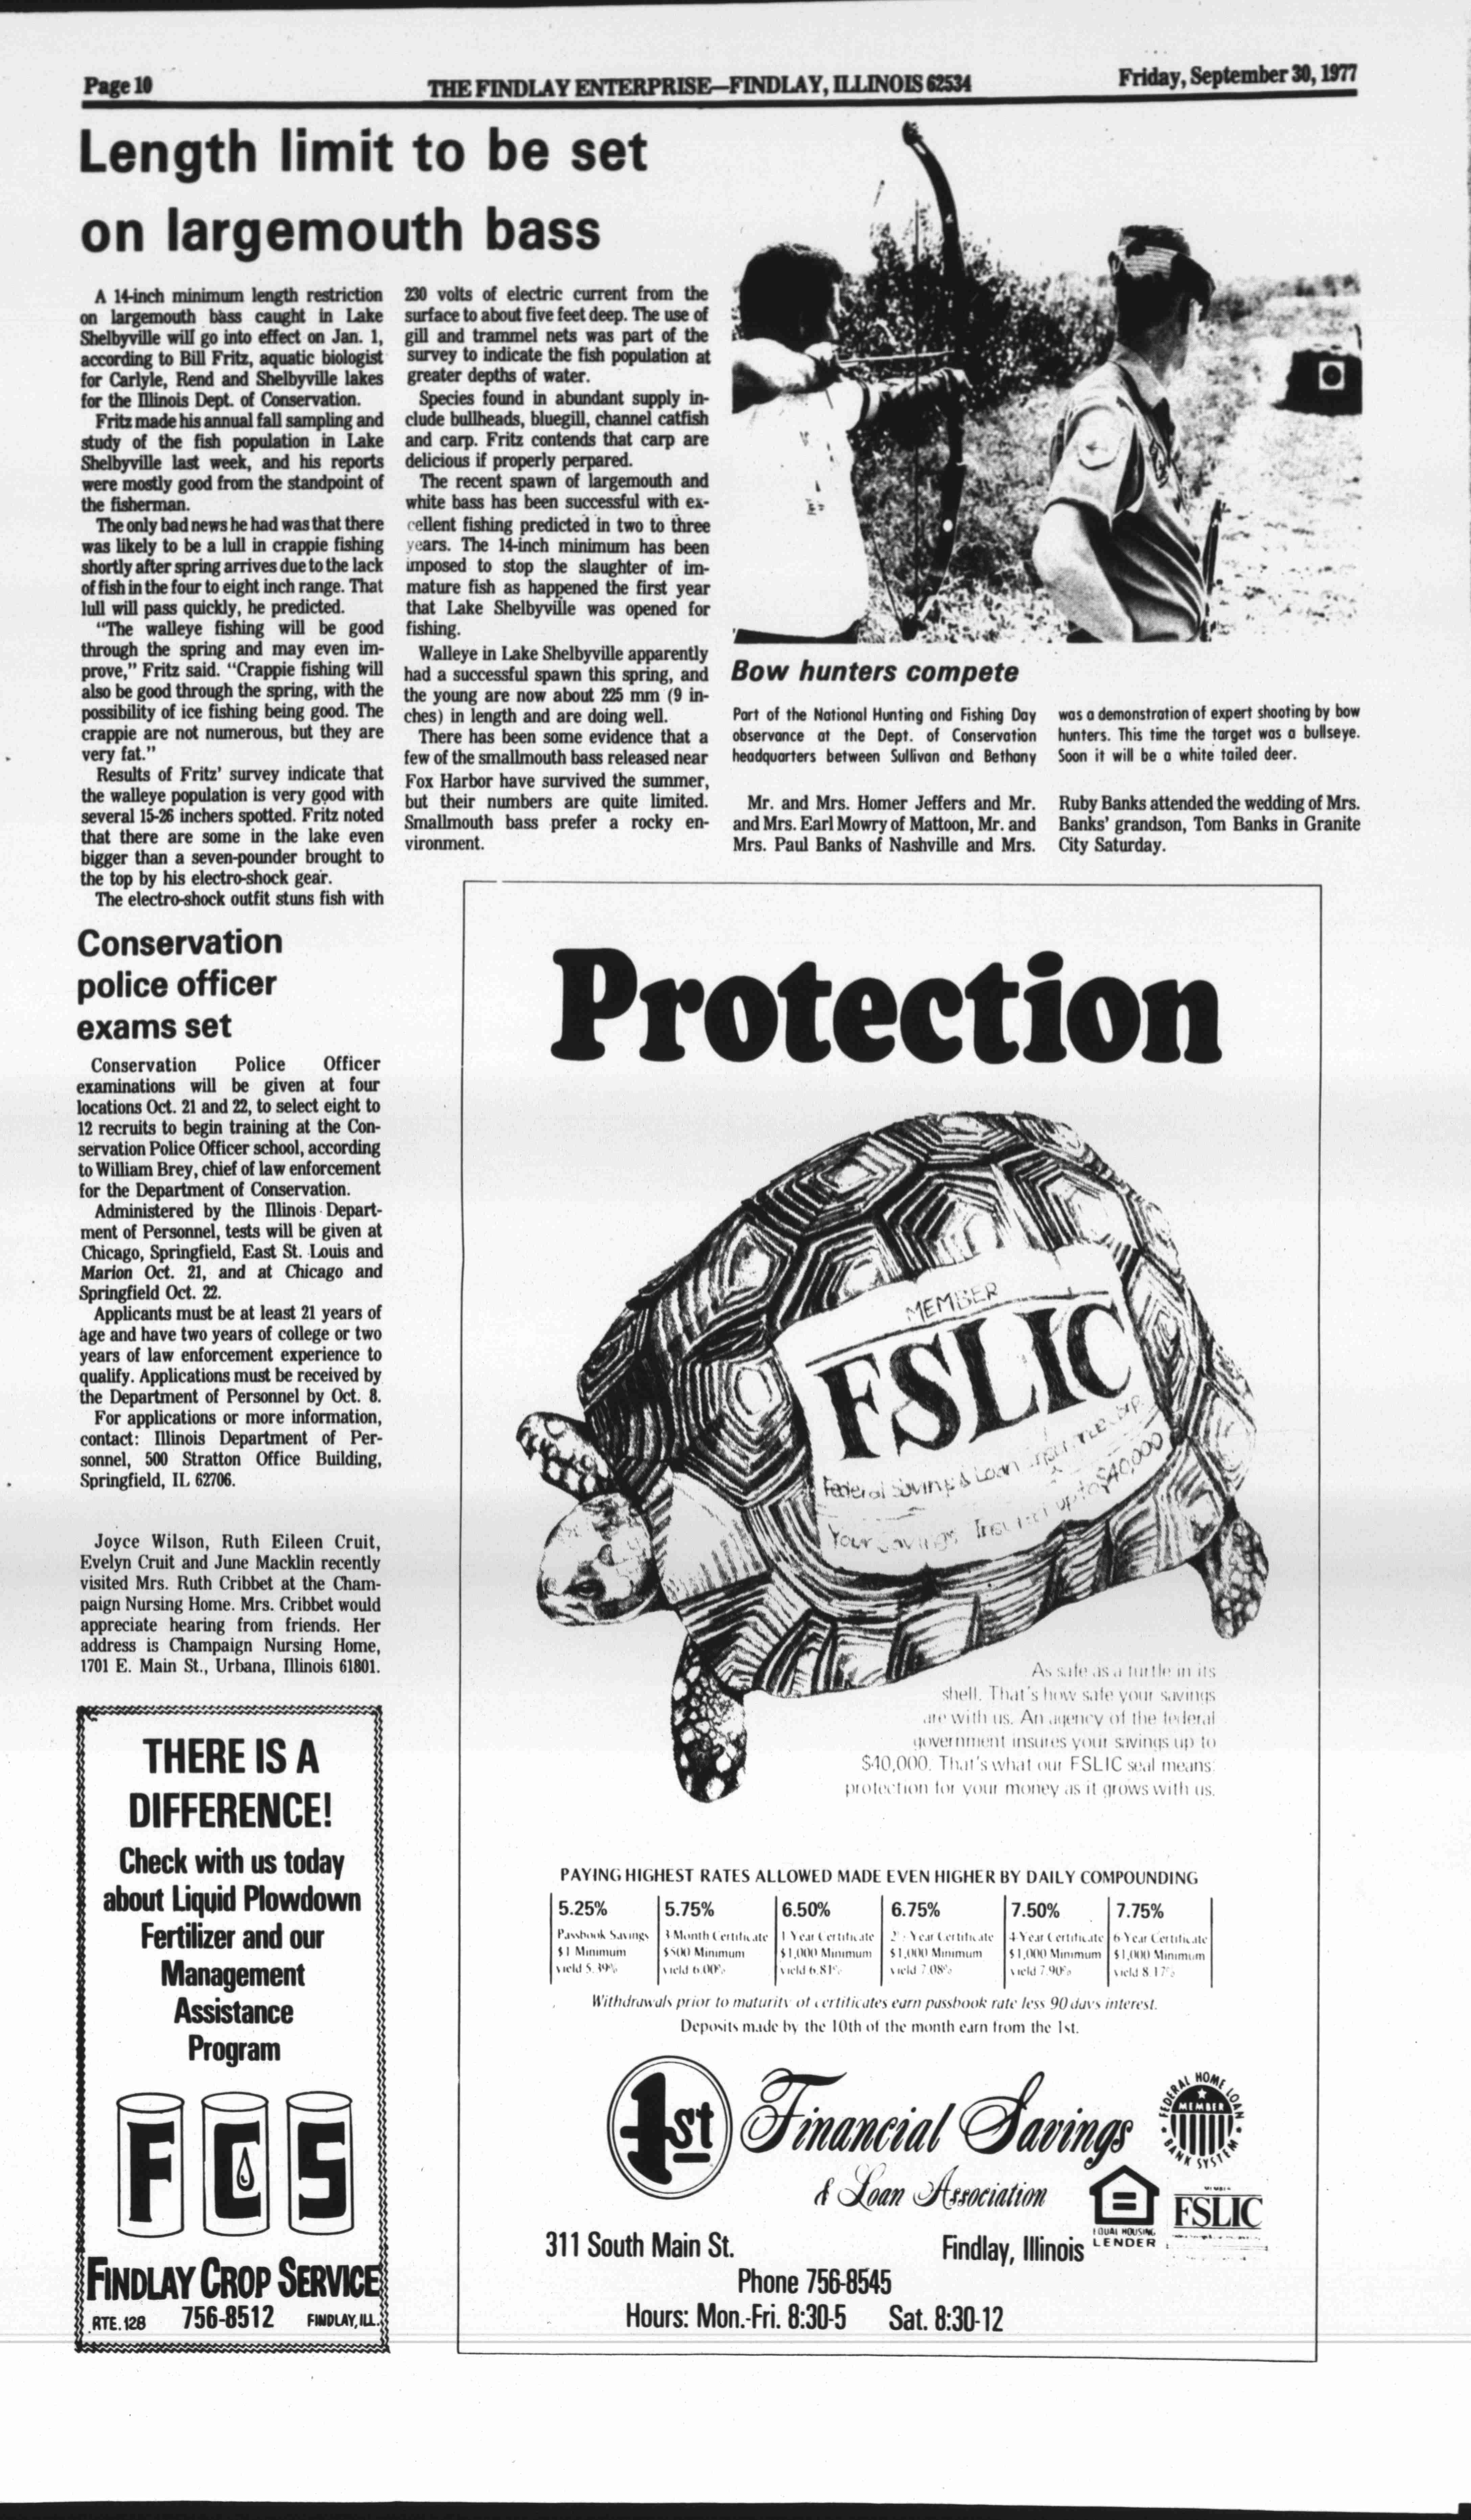 Page 10
THE FINDLAY ENTERPRISE—FINDLAY, ILLINOIS 62534
Friday, September 30, 1977
Length limit to be set
on largemouth bass
A 14-inch minimum length restriction
on largemouth bass caught in Lake
Shelbyville will go into effect on Jan. 1,
according to Bill Fritz, aquatic biologist
for Carlyle, Rend and Shelbyville lakes
for the Illinois Dept. of Conservation.
Fritz made his annual fall sampling and
study of the fish population in Lake
Shelbyville last week, and his reports
were mostly good from the standpoint of
the fisherman.
The only bad news he had was that there
was likely to be a lull in crappie fishing
shortly after spring arrives due to the lack
of fish in the four to eight inch range. That
lull will pass quickly, he predicted.
"The walleye fishing will be good
through the spring and may even im-
prove," Fritz said. "Crappie fishing will
also be good through the spring, with the
possibility of ice fishing being good. The
crappie are not numerous, but they are
very fat."
Results of Fritz' survey indicate that
the walleye population is very good with
several 15-26 inchers spotted. Fritz noted
that there are some in the lake even
bigger than a seven-pounder brought to
the top by his electro-shock gear.
The electro-shock outfit stuns fish with
230 volts of electric current from the
surface to about five feet deep. The use of
gill and trammel nets was part of the
survey to indicate the fish population at
greater depths of water.
Species found in abundant supply in-
clude bullheads, bluegill, channel catfish
and carp. Fritz contends that carp are
delicious if properly perpared.
The recent spawn of largemouth and
white bass has been successful with ex-
cellent fishing predicted in two to three
years. The 14-inch minimum has been
imposed to stop the slaughter of im-
mature fish as happened the first year
that Lake Shelbyville was opened for
fishing.
Walleye in Lake Shelbyville apparently
had a successful spawn this spring, and
the young are now about 225 mm (9 in-
ches) in length and are doing well.
There has been some evidence that a
few of the smallmouth bass released near
Fox Harbor have survived the summer,
but their numbers are quite limited.
Smallmouth bass prefer a rocky en-
vironment.
Bow hunters compete
Part of the National Hunting and Fishing Day
observance at the Dept. of Conservation
headquarters between Sullivan and Bethany
was a demonstration of expert shooting by bow
hunters. This time the target was a bullseye.
Soon it will be a white tailed deer.
Mr. and Mrs. Homer Jeffers and Mr.
and Mrs. Earl Mowry of Mattoon, Mr. and
Mrs. Paul Banks of Nashville and Mrs.
Ruby Banks attended the wedding of Mrs.
Banks' grandson, Tom Banks in Granite
City Saturday.
Conservation
police officer
exams set
Conservation Police Officer
examinations will be given at four
locations Oct. 21 and 22, to select eight to
12 recruits to begin training at the Con-
servation Police Officer school, according
to William Brey, chief of law enforcement
for the Department of Conservation.
Administered by the Illinois Depart-
ment of Personnel, tests will be given at
Chicago, Springfield, East St. Louis and
Marion Oct. 21, and at Chicago and
Springfield Oct. 22.
Applicants must be at least 21 years of
age and have two years of college or two
years of law enforcement experience to
qualify. Applications must be received by
the Department of Personnel by Oct. 8.
For applications or more information,
contact: Illinois Department of Per-
sonnel, 500 Stratton Office Building,
Springfield, IL 62706.
Joyce Wilson, Ruth Eileen Cruit,
Evelyn Cruit and June Macklin recently
visited Mrs. Ruth Cribbet at the Cham-
paign Nursing Home. Mrs. Cribbet would
appreciate hearing from friends. Her
address is Champaign Nursing Home,
1701 E. Main St., Urbana, Illinois 61801.
THERE IS A
DIFFERENCE!
Check with us today
about Liquid Plowdown
Fertilizer and our
Management
Assistance
Program
FCS
FINDLAY CROP SERVICE
RTE. 128 756-8512 FINDLAY, ILL.
Protection
MEMBER
FSLIC
Federal Savings & Loan Insurance Corp.
Your Savings Insured up to $40,000
As safe as a turtle in its
shell. That's how safe your savings
are with us. An agency of the federal
government insures your savings up to
$40,000. That's what our FSLIC seal means:
protection for your money as it grows with us.
PAYING HIGHEST RATES ALLOWED MADE EVEN HIGHER BY DAILY COMPOUNDING
5.25% 5.75% 6.50% 6.75% 7.50% 7.75%
Passbook Savings 3 Month Certificate 1 Year Certificate Year Certificate 4 Year Certificate 6 Year Certificate
$1 Minimum $500 Minimum $1,000 Minimum $1,000 Minimum $1,000 Minimum $1,000 Minimum
yield 5.39% yield 6.00% yield 6.81% yield 7.08% yield 7.90% yield 8.17%
Withdrawals prior to maturity of certificates earn passbook rate less 90 days interest.
Deposits made by the 10th of the month earn from the 1st.
1st Financial Savings
& Loan Association
FEDERAL HOME LOAN
MEMBER
BANK SYSTEM
EQUAL HOUSING
LENDER
FSLIC
311 South Main St. Findlay, Illinois
Phone 756-8545
Hours: Mon.-Fri. 8:30-5 Sat. 8:30-12